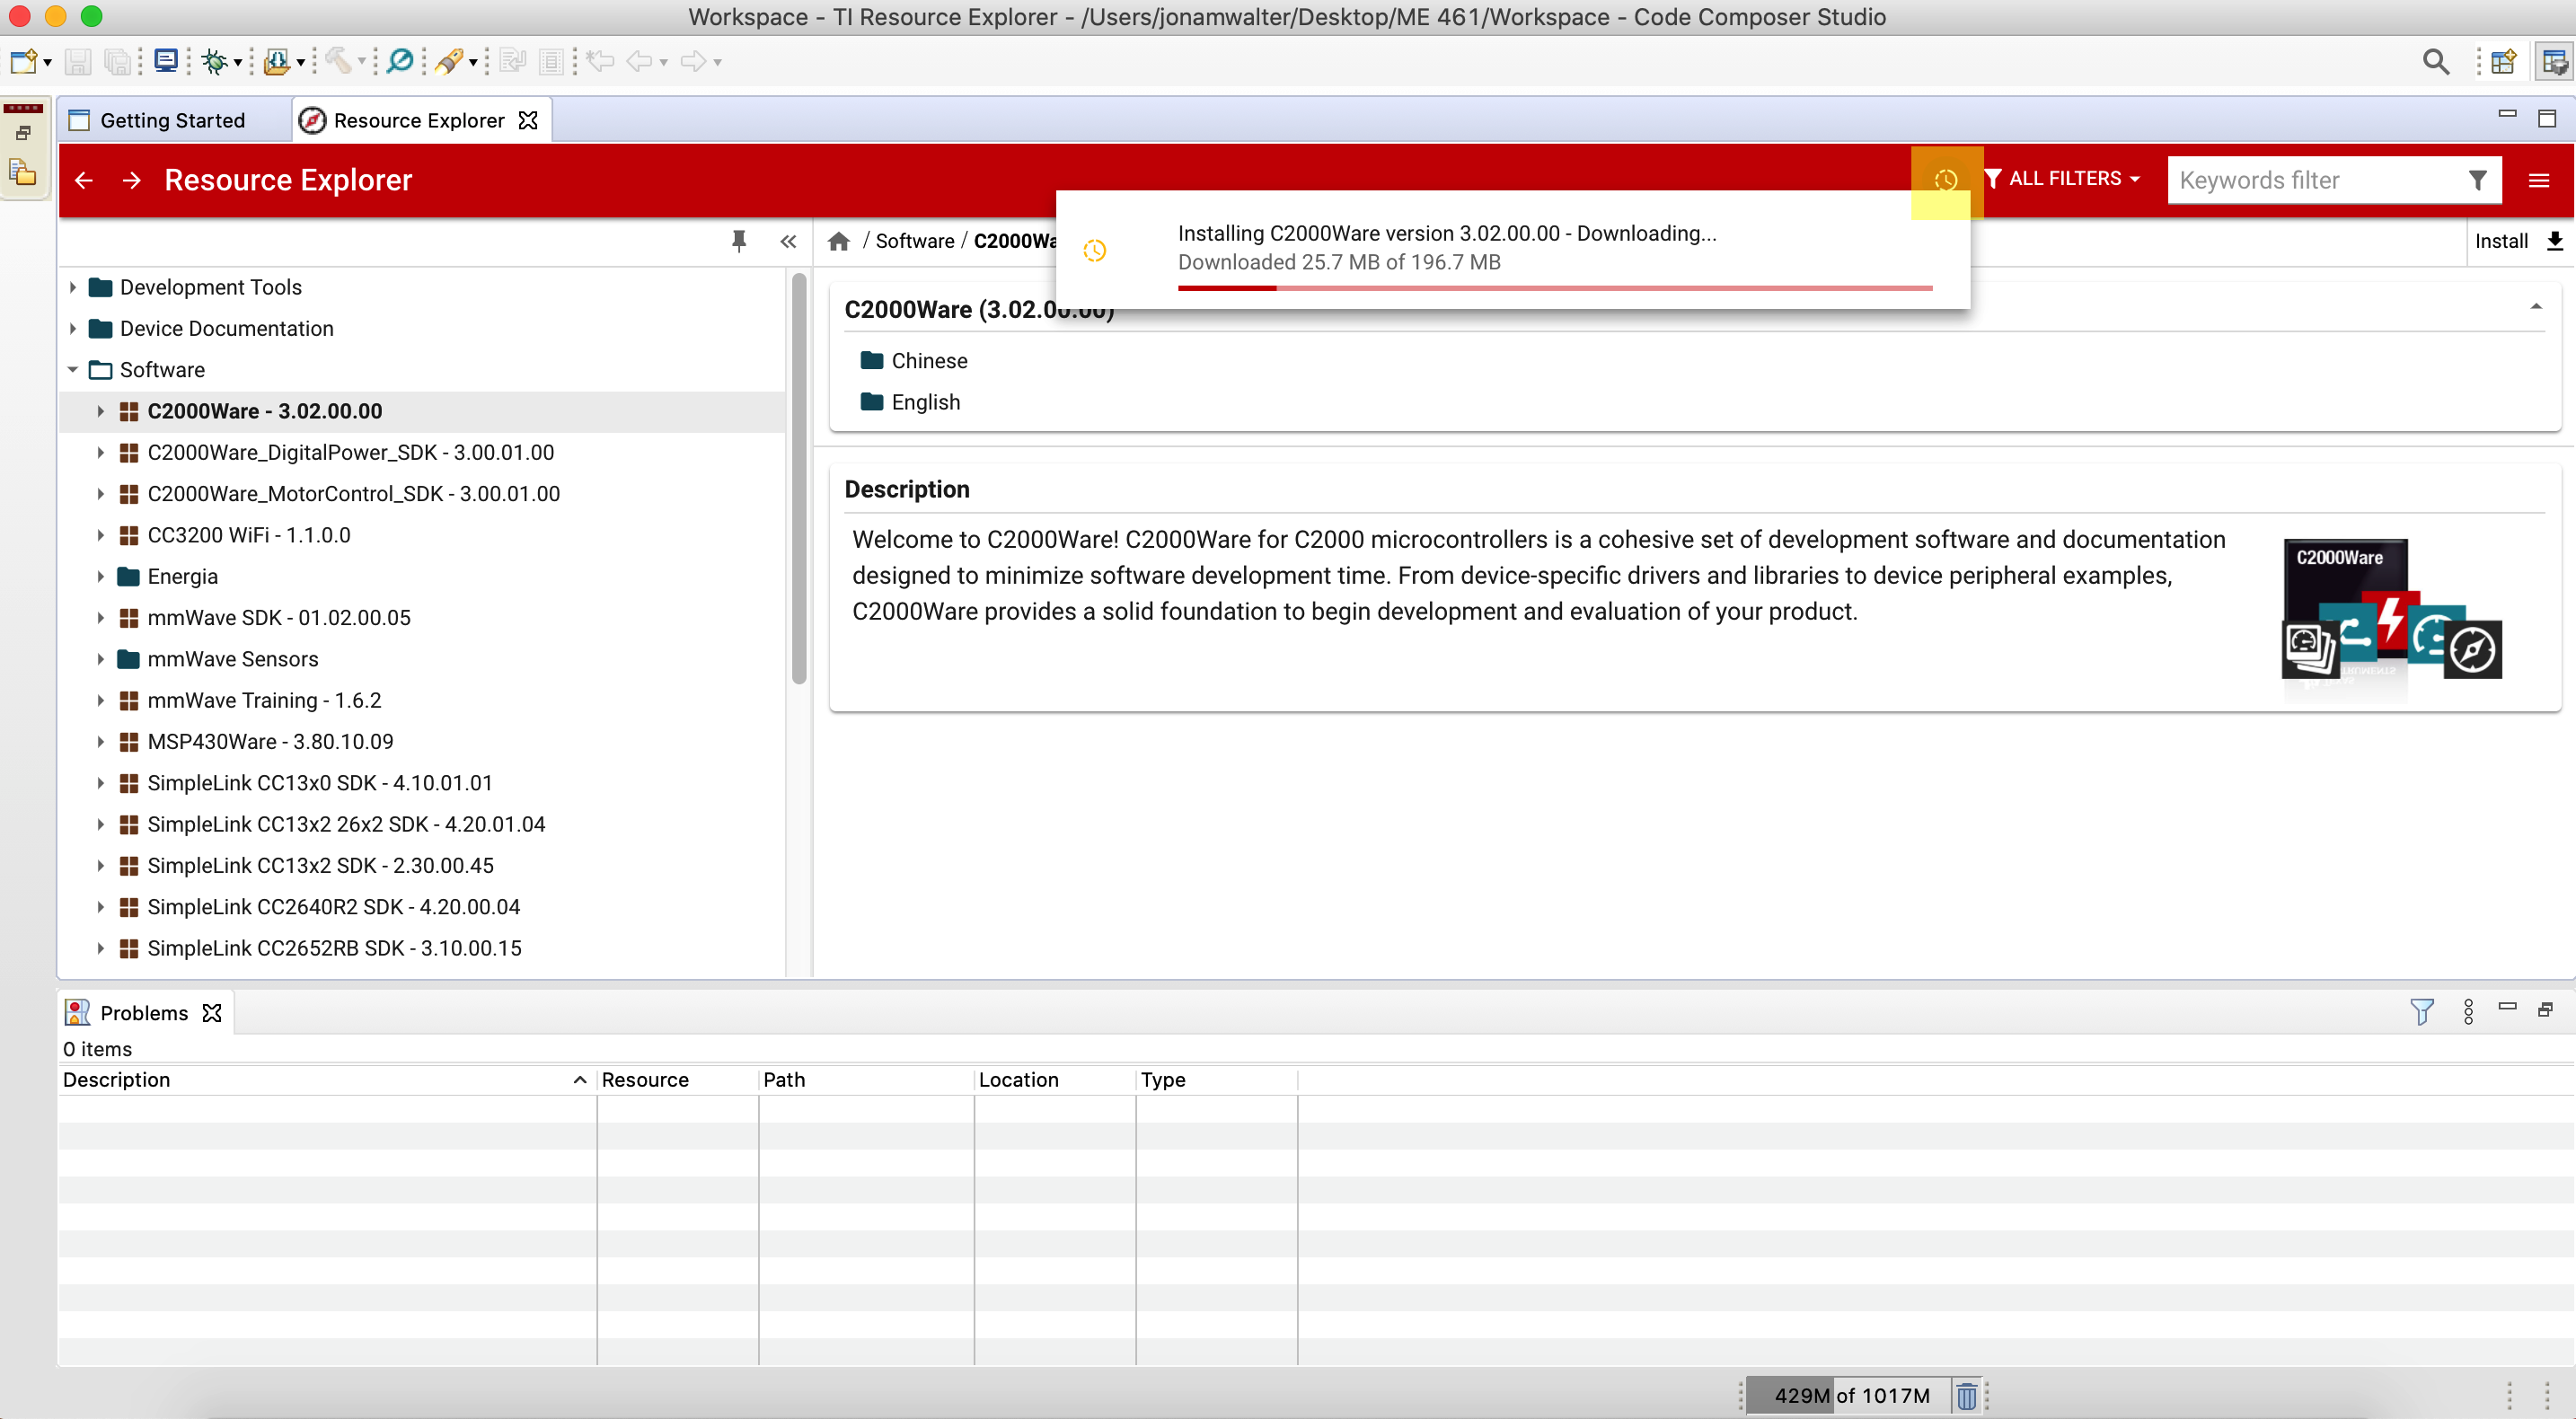 Workspace - TI Resource Explorer - /Users/jonamwalter/Desktop/ME 461/Workspace - Code Composer Studio
Getting Started
Resource Explorer
Resource Explorer
ALL FILTERS
Keywords filter
Installing C2000Ware version 3.02.00.00 - Downloading...
Downloaded 25.7 MB of 196.7 MB
/ Software / C2000Wa
Install
Development Tools
Device Documentation
Software
C2000Ware - 3.02.00.00
C2000Ware_DigitalPower_SDK - 3.00.01.00
C2000Ware_MotorControl_SDK - 3.00.01.00
CC3200 WiFi - 1.1.0.0
Energia
mmWave SDK - 01.02.00.05
mmWave Sensors
mmWave Training - 1.6.2
MSP430Ware - 3.80.10.09
SimpleLink CC13x0 SDK - 4.10.01.01
SimpleLink CC13x2 26x2 SDK - 4.20.01.04
SimpleLink CC13x2 SDK - 2.30.00.45
SimpleLink CC2640R2 SDK - 4.20.00.04
SimpleLink CC2652RB SDK - 3.10.00.15
C2000Ware (3.02.00.00)
Chinese
English
Description
Welcome to C2000Ware! C2000Ware for C2000 microcontrollers is a cohesive set of development software and documentation
designed to minimize software development time. From device-specific drivers and libraries to device peripheral examples,
C2000Ware provides a solid foundation to begin development and evaluation of your product.
C2000Ware
Problems
0 items
Description Resource Path Location Type
429M of 1017M